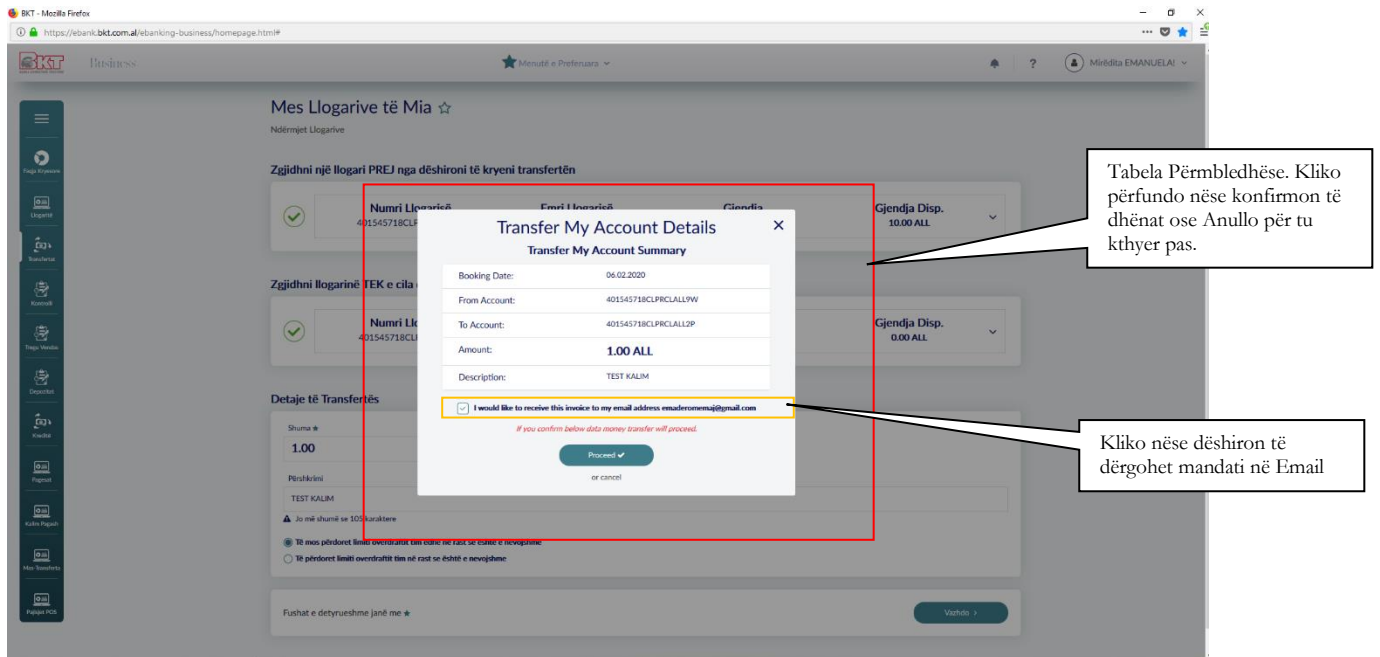 BKT - Mozilla Firefox
https://ebank.bkt.com.al/ebanking-business/homepage.html#
BKT
Business
Menutë e Preferuara
?
Mirëdita EMANUELA!
Faqja Kryesore
Llogaritë
Transfertat
Kontrolli
Depozitat
Kreditë
Pagesat
Kalim Pagash
Mes Transferta
Pajisjet POS
Mes Llogarive të Mia
Ndërmjet Llogarive
Zgjidhni një llogari PREJ nga dëshironi të kryeni transfertën
Numri Llogarisë
Emri Llogarisë
Gjendja
Gjendja Disp.
401545718CLP
10.00 ALL
Zgjidhni llogarinë TEK e cila
Numri Llo
Gjendja Disp.
401545718CLI
0.00 ALL
Detaje të Transfertës
Shuma
1.00
Përshkrimi
TEST KALIM
Jo më shumë se 105 karaktere
Të mos përdoret limiti overdraftit tim edhe në rast se është e nevojshme
Të përdoret limiti overdraftit tim në rast se është e nevojshme
Fushat e detyrueshme janë me
Vazhdo
Transfer My Account Details
Transfer My Account Summary
Booking Date: 06.02.2020
From Account: 401545718CLPRCLALL9W
To Account: 401545718CLPRCLALL2P
Amount: 1.00 ALL
Description: TEST KALIM
I would like to receive this invoice to my email address emaderomemaj@gmail.com
If you confirm below data money transfer will proceed.
Proceed
or cancel
Tabela Përmbledhëse. Kliko
përfundo nëse konfirmon të
dhënat ose Anullo për tu
kthyer pas.
Kliko nëse dëshiron të
dërgohet mandati në Email